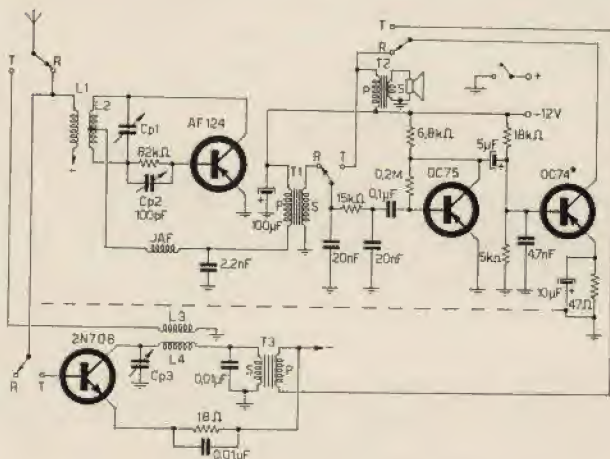 T
R
T
R
T2
P
S
+
L1
L2
Cp1
AF124
82kΩ
Cp2
100pF
+
JAF
2,2nF
100µF
+
P
T1
S
R
T
15kΩ
20nF
20nF
0,1µF
6,8kΩ
0,2M
5µF
-12V
18kΩ
OC75
OC74*
5kΩ
47nF
10µF
47Ω
L3
L4
2N708
R
T
Cp3
0,01µF
T3
S
P
18Ω
0,01µF